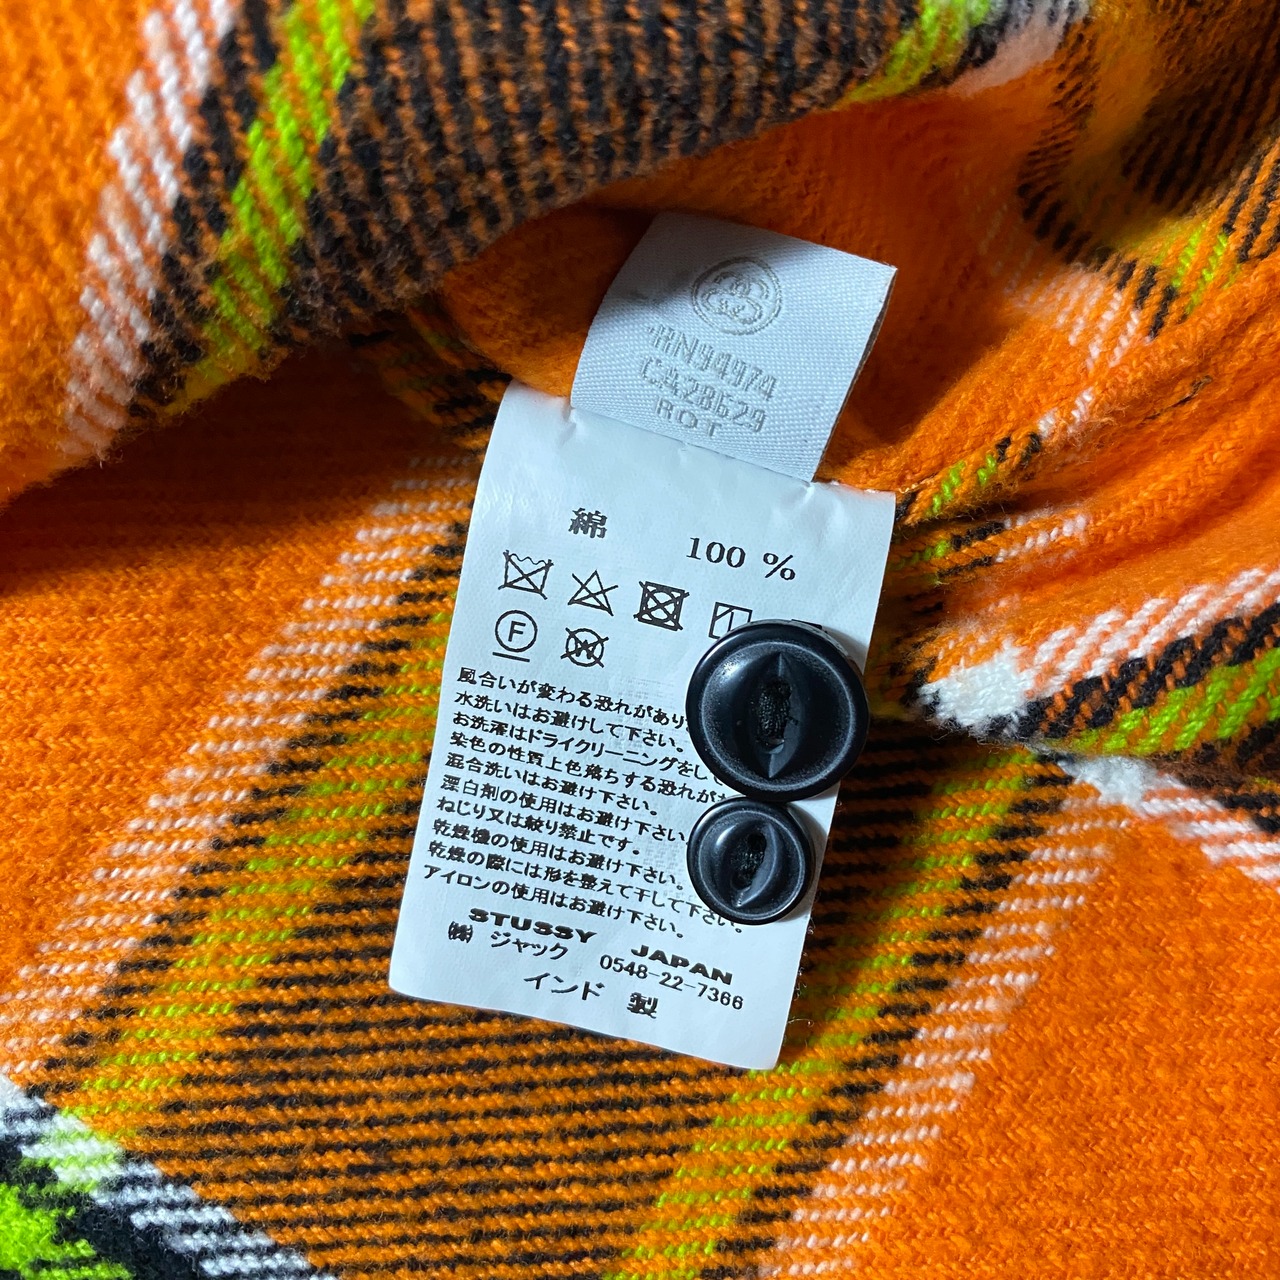 RN94974
CA28629
ROT
綿 100 %
F
W
風合いが変わる恐れがあり
水洗いはお避けして下さい。
お洗濯はドライクリーニングをして
染色の性質上色落ちする恐れが
混合洗いはお避け下さい。
漂白剤の使用はお避け下さい。
ねじり又は絞り禁止です。
乾燥機の使用はお避け下さい。
乾燥の際には形を整えて干して下さい。
アイロンの使用はお避け下さい。
STUSSY JAPAN
㈱ ジャック 0548-22-7366
インド 製